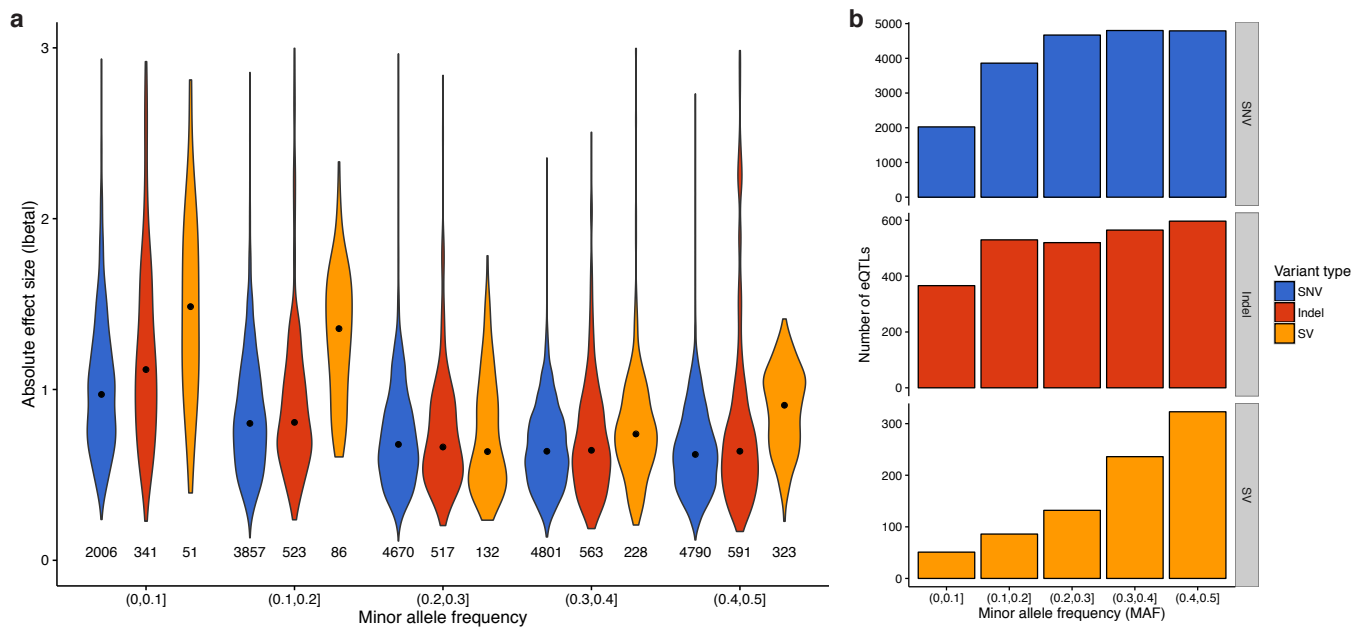 a
Absolute effect size (lbetal)
3
2
1
0
2006 341 51 3857 523 86 4670 517 132 4801 563 228 4790 591 323
(0,0.1] (0.1,0.2] (0.2,0.3] (0.3,0.4] (0.4,0.5]
Minor allele frequency
b
Number of eQTLs
5000
4000
3000
2000
1000
0
SNV
600
400
200
0
Indel
300
200
100
0
SV
(0,0.1] (0.1,0.2] (0.2,0.3] (0.3,0.4] (0.4,0.5]
Minor allele frequency (MAF)
Variant type
SNV
Indel
SV